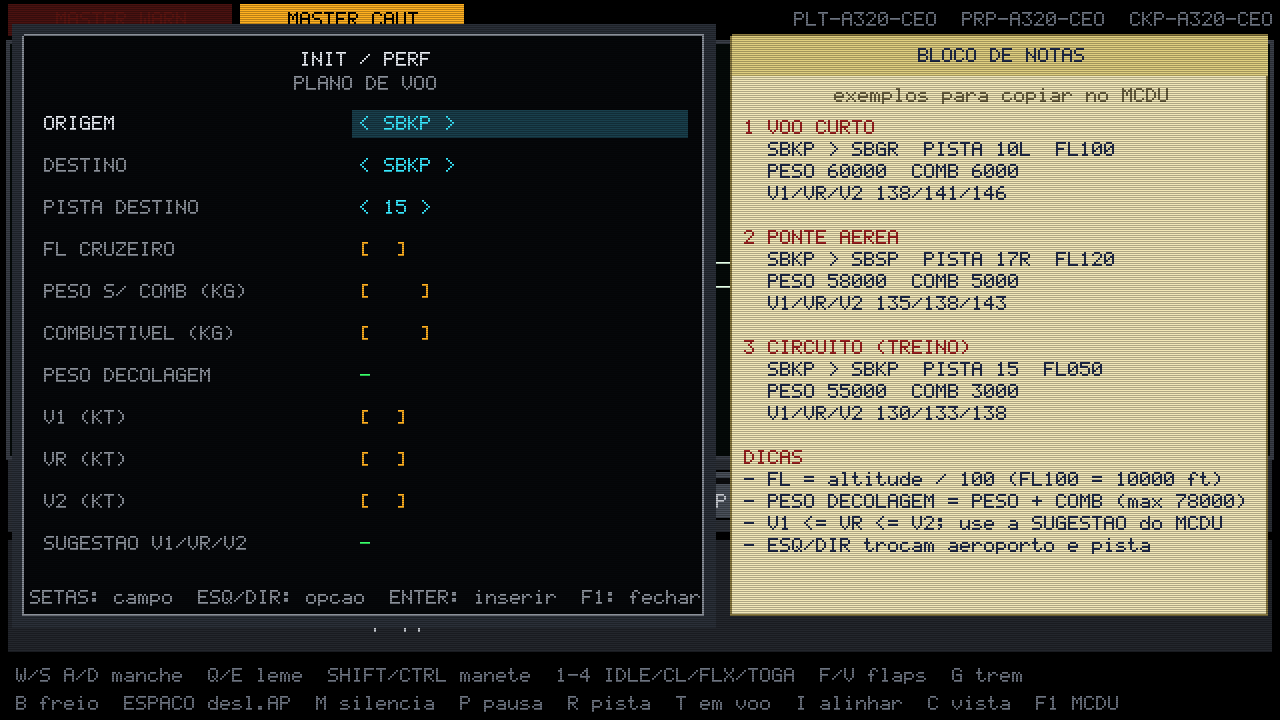 MASTER WARN MASTER CAUT PLT-A320-CEO PRP-A320-CEO CKP-A320-CEO
INIT / PERF
PLANO DE VOO
ORIGEM < SBKP >
DESTINO < SBKP >
PISTA DESTINO < 15 >
FL CRUZEIRO [ ]
PESO S/ COMB (KG) [ ]
COMBUSTIVEL (KG) [ ]
PESO DECOLAGEM -
V1 (KT) [ ]
VR (KT) [ ]
V2 (KT) [ ]
SUGESTAO V1/VR/V2 -
SETAS: campo ESQ/DIR: opcao ENTER: inserir F1: fechar
BLOCO DE NOTAS
exemplos para copiar no MCDU
1 VOO CURTO
SBKP > SBGR PISTA 10L FL100
PESO 60000 COMB 6000
V1/VR/V2 138/141/146
2 PONTE AEREA
SBKP > SBSP PISTA 17R FL120
PESO 58000 COMB 5000
V1/VR/V2 135/138/143
3 CIRCUITO (TREINO)
SBKP > SBKP PISTA 15 FL050
PESO 55000 COMB 3000
V1/VR/V2 130/133/138
DICAS
- FL = altitude / 100 (FL100 = 10000 ft)
- PESO DECOLAGEM = PESO + COMB (max 78000)
- V1 <= VR <= V2; use a SUGESTAO do MCDU
- ESQ/DIR trocam aeroporto e pista
P
W/S A/D manche Q/E leme SHIFT/CTRL manete 1-4 IDLE/CL/FLX/TOGA F/V flaps G trem
B freio ESPACO desl.AP M silencia P pausa R pista T em voo I alinhar C vista F1 MCDU